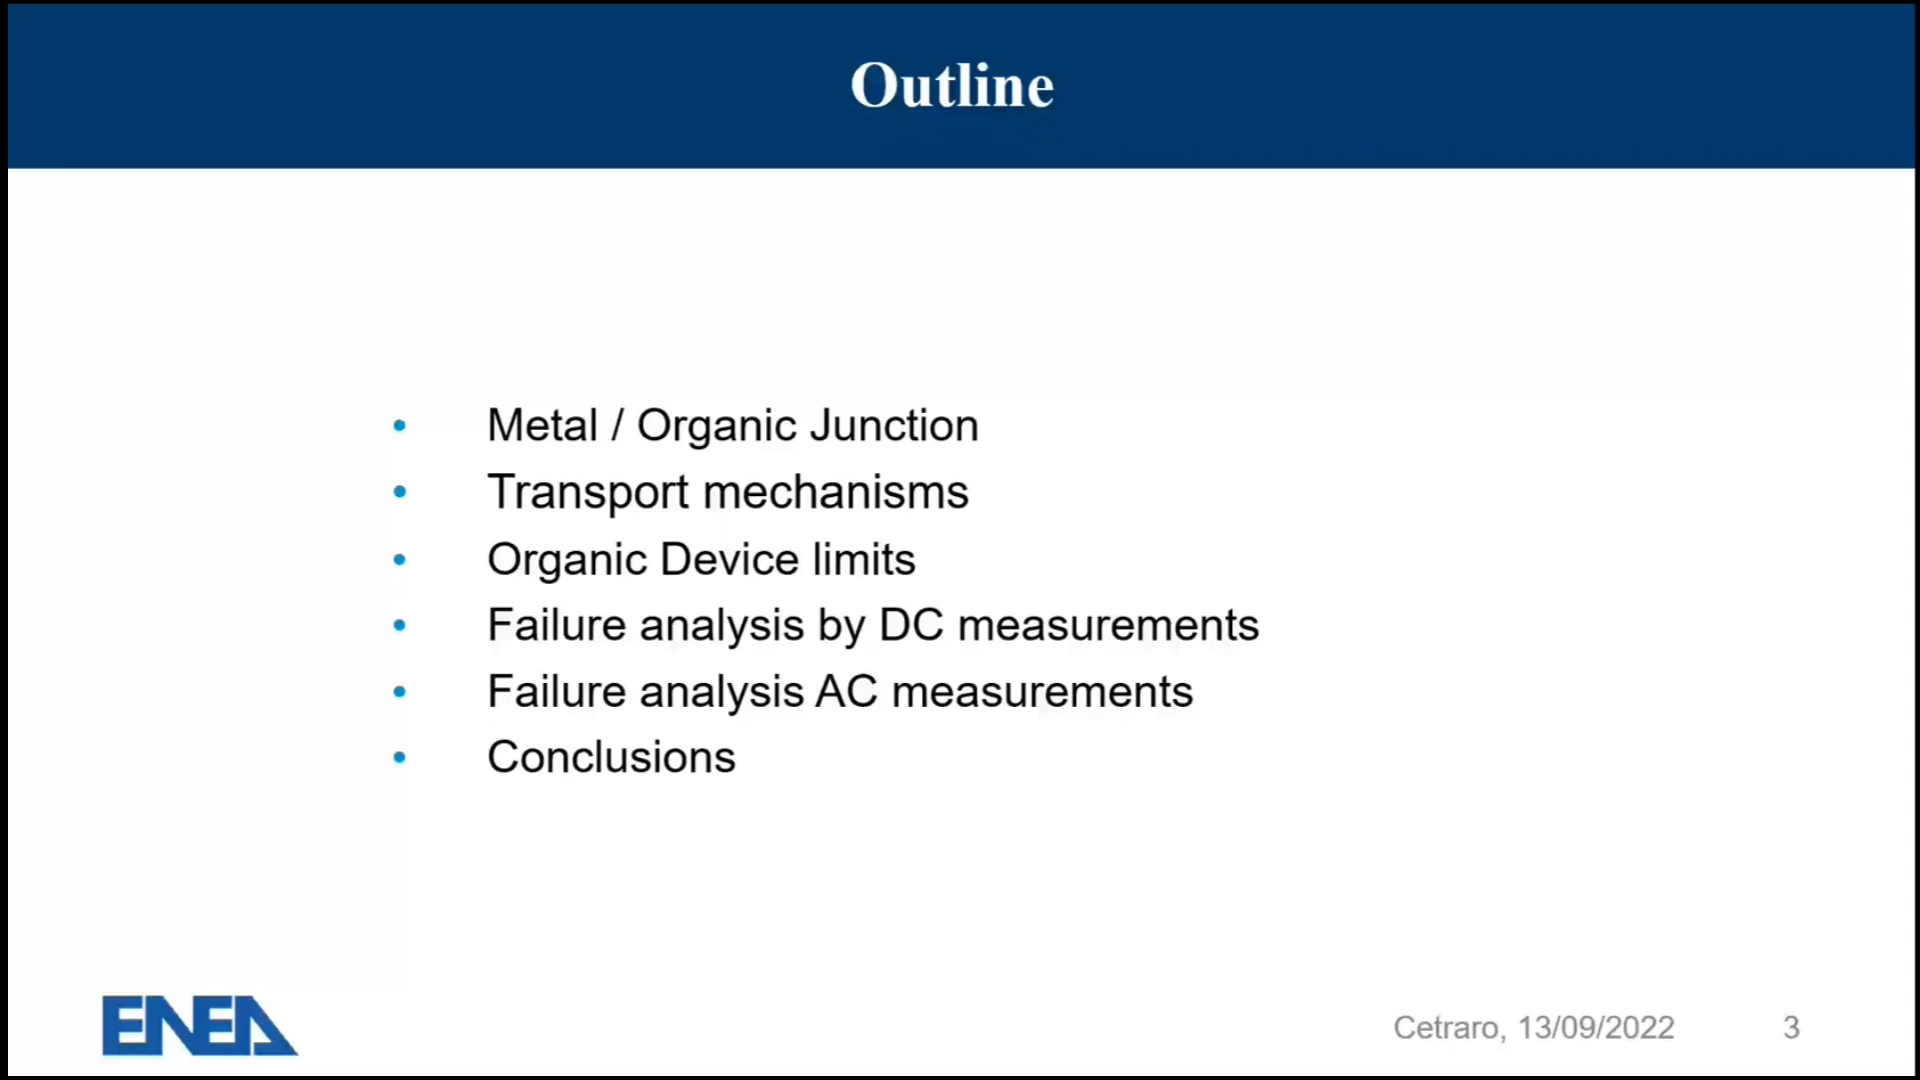 Outline
• Metal / Organic Junction
• Transport mechanisms
• Organic Device limits
• Failure analysis by DC measurements
• Failure analysis AC measurements
• Conclusions
ENEA
Cetraro, 13/09/2022 3